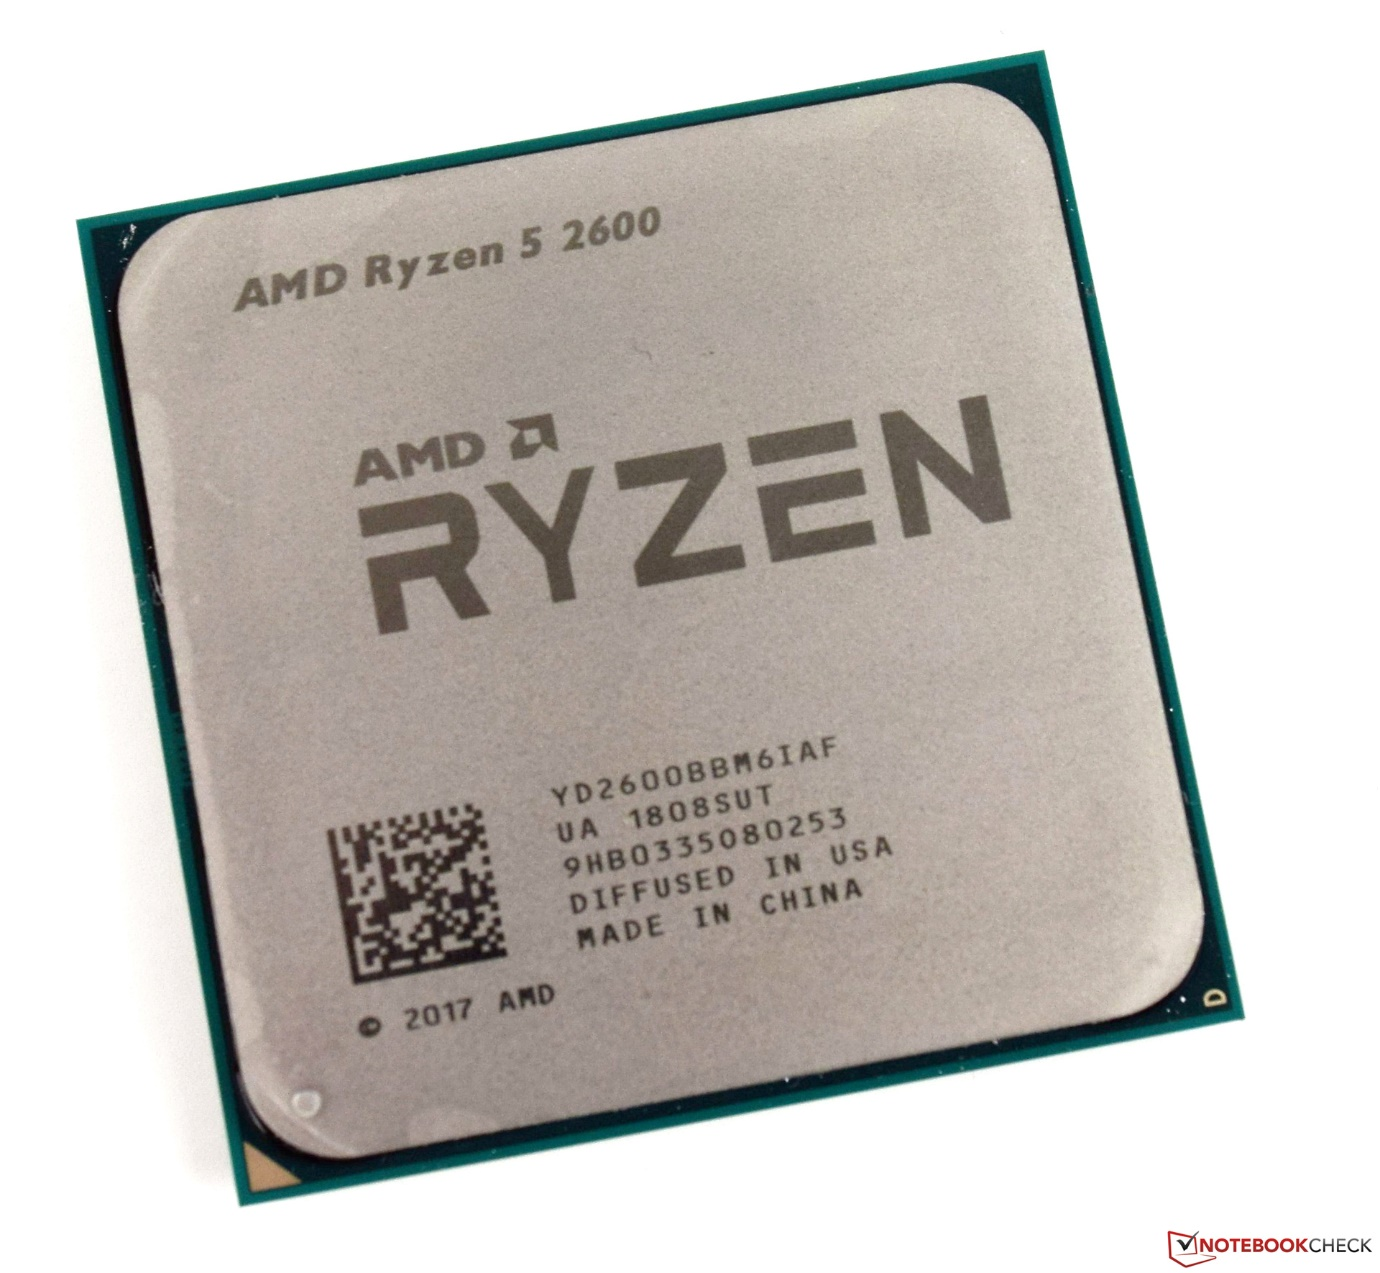 AMD Ryzen 5 2600
AMD
RYZEN
YD2600BBM6IAF
UA 1808SUT
9HB0335080253
DIFFUSED IN USA
MADE IN CHINA
© 2017 AMD
D
NOTEBOOKCHECK